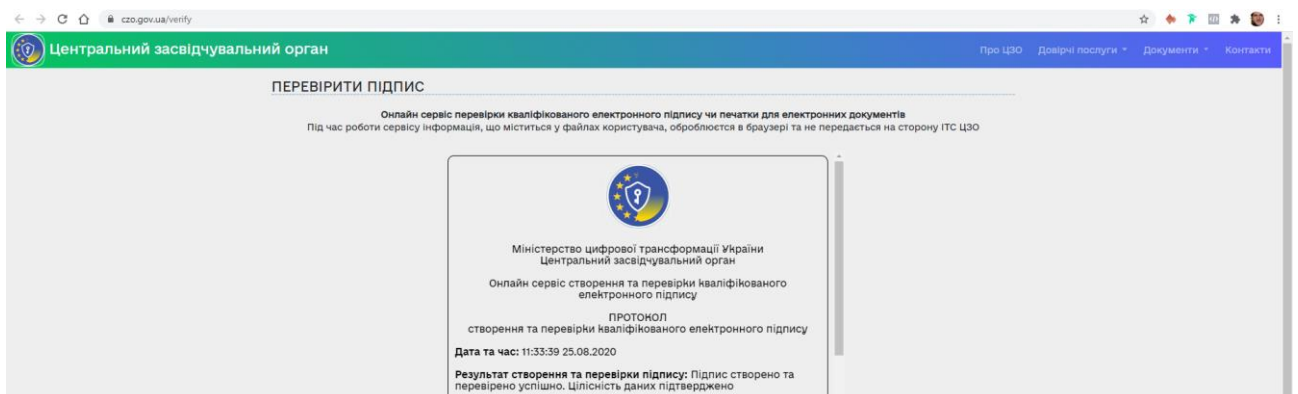 czo.gov.ua/verify
Центральний засвідчувальний орган
Про ЦЗО Довірчі послуги Документи Контакти
ПЕРЕВІРИТИ ПІДПИС
Онлайн сервіс перевірки кваліфікованого електронного підпису чи печатки для електронних документів
Під час роботи сервісу інформація, що міститься у файлах користувача, оброблюєтся в браузері та не передається на сторону ІТС ЦЗО
Міністерство цифрової трансформації України
Центральний засвідчувальний орган
Онлайн сервіс створення та перевірки кваліфікованого
електронного підпису
ПРОТОКОЛ
створення та перевірки кваліфікованого електронного підпису
Дата та час: 11:33:39 25.08.2020
Результат створення та перевірки підпису: Підпис створено та
перевірено успішно. Цілісність даних підтверджено